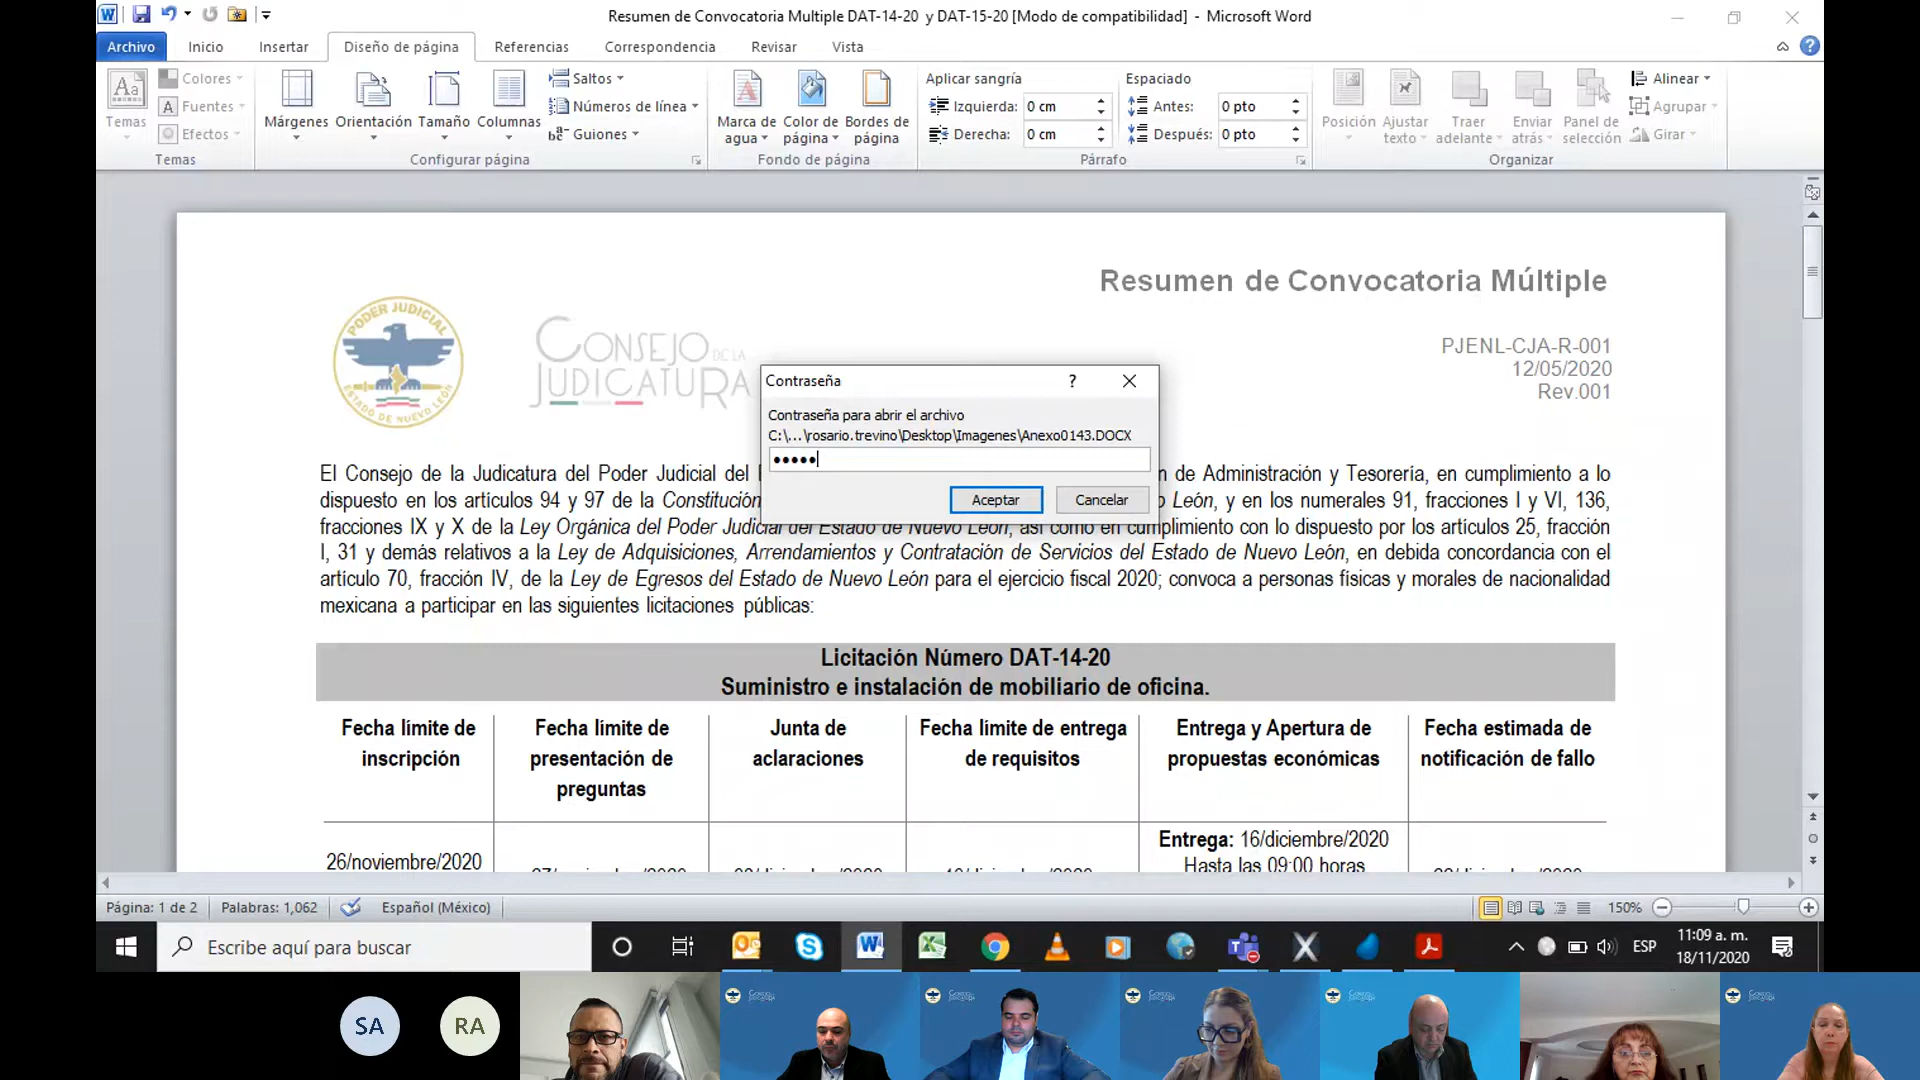 Resumen de Convocatoria Multiple DAT-14-20 y DAT-15-20 [Modo de compatibilidad] - Microsoft Word
Archivo Inicio Insertar Diseño de página Referencias Correspondencia Revisar Vista
Temas
Colores
Fuentes
Efectos
Temas
Márgenes Orientación Tamaño Columnas
Saltos
Números de línea
Guiones
Configurar página
Marca de agua
Color de página
Bordes de página
Fondo de página
Aplicar sangría
Izquierda: 0 cm
Derecha: 0 cm
Espaciado
Antes: 0 pto
Después: 0 pto
Párrafo
Posición
Ajustar texto
Traer adelante
Enviar atrás
Panel de selección
Alinear
Agrupar
Girar
Organizar
Resumen de Convocatoria Múltiple
PODER JUDICIAL
ESTADO DE NUEVO LEÓN
CONSEJO DE LA
JUDICATURA
PJENL-CJA-R-001
12/05/2020
Rev.001
Contraseña
Contraseña para abrir el archivo
C:\...\rosario.trevino\Desktop\Imagenes\Anexo0143.DOCX
•••••
Aceptar Cancelar
El Consejo de la Judicatura del Poder Judicial del n de Administración y Tesorería, en cumplimiento a lo
dispuesto en los artículos 94 y 97 de la Constitución León, y en los numerales 91, fracciones I y VI, 136,
fracciones IX y X de la Ley Orgánica del Poder Judicial del Estado de Nuevo León, así como en cumplimiento con lo dispuesto por los artículos 25, fracción
I, 31 y demás relativos a la Ley de Adquisiciones, Arrendamientos y Contratación de Servicios del Estado de Nuevo León, en debida concordancia con el
artículo 70, fracción IV, de la Ley de Egresos del Estado de Nuevo León para el ejercicio fiscal 2020; convoca a personas físicas y morales de nacionalidad
mexicana a participar en las siguientes licitaciones públicas:
Licitación Número DAT-14-20
Suministro e instalación de mobiliario de oficina.
Fecha límite de inscripción
Fecha límite de presentación de preguntas
Junta de aclaraciones
Fecha límite de entrega de requisitos
Entrega y Apertura de propuestas económicas
Fecha estimada de notificación de fallo
26/noviembre/2020
Entrega: 16/diciembre/2020
Hasta las 09:00 horas
Página: 1 de 2 Palabras: 1,062 Español (México) 150%
Escribe aquí para buscar
ESP
11:09 a. m.
18/11/2020
SA RA